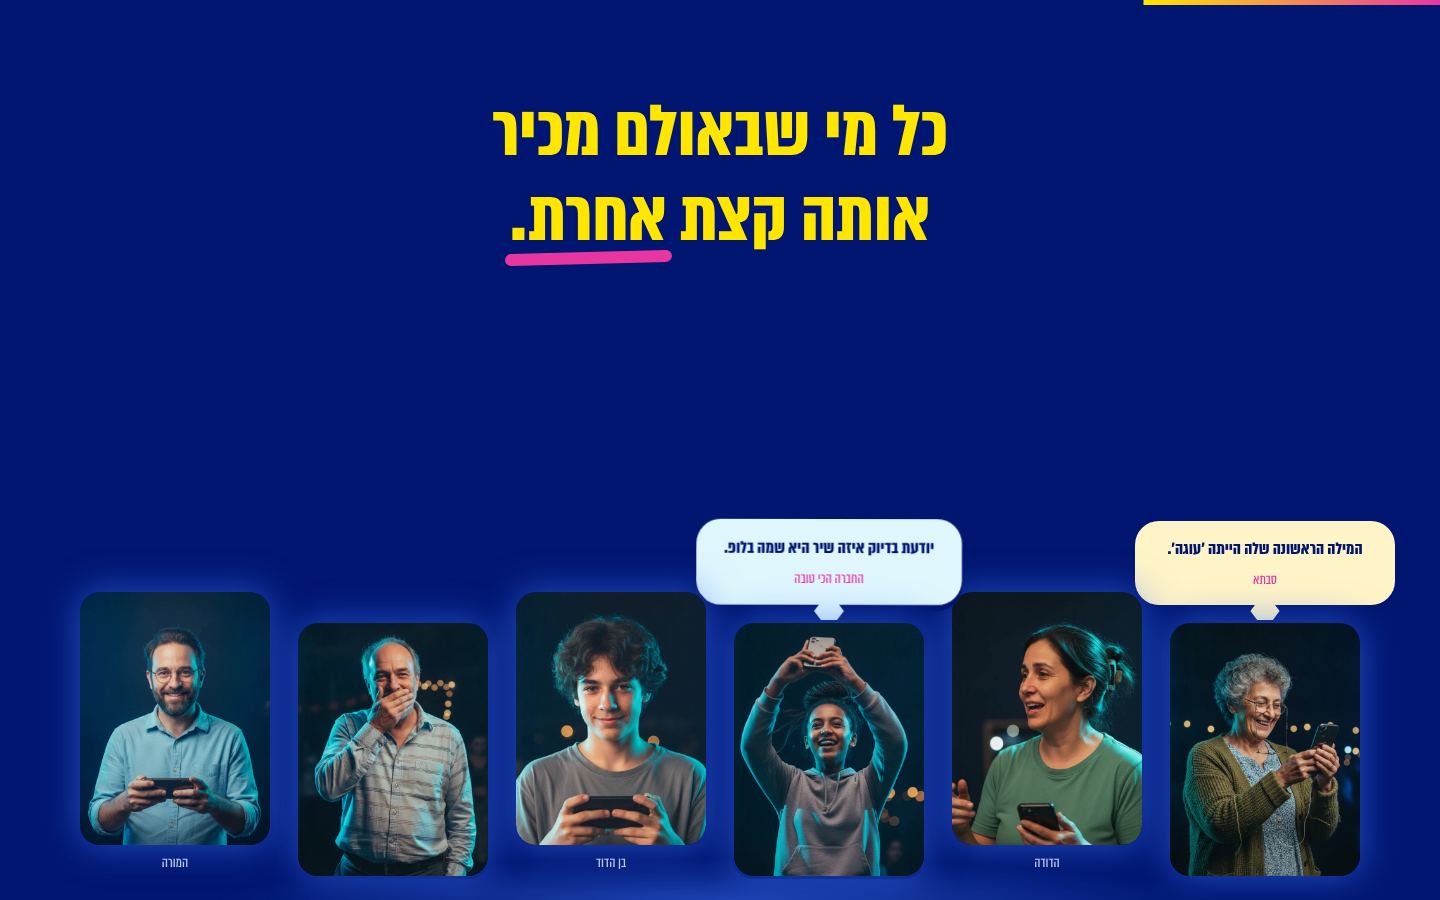 כל מי שבאולם מכיר
אותה קצת אחרת.
המילה הראשונה שלה הייתה 'עוגה'.
סבתא
יודעת בדיוק איזה שיר היא שמה בלופ.
החברה הכי טובה
הדודה
בן הדוד
המורה